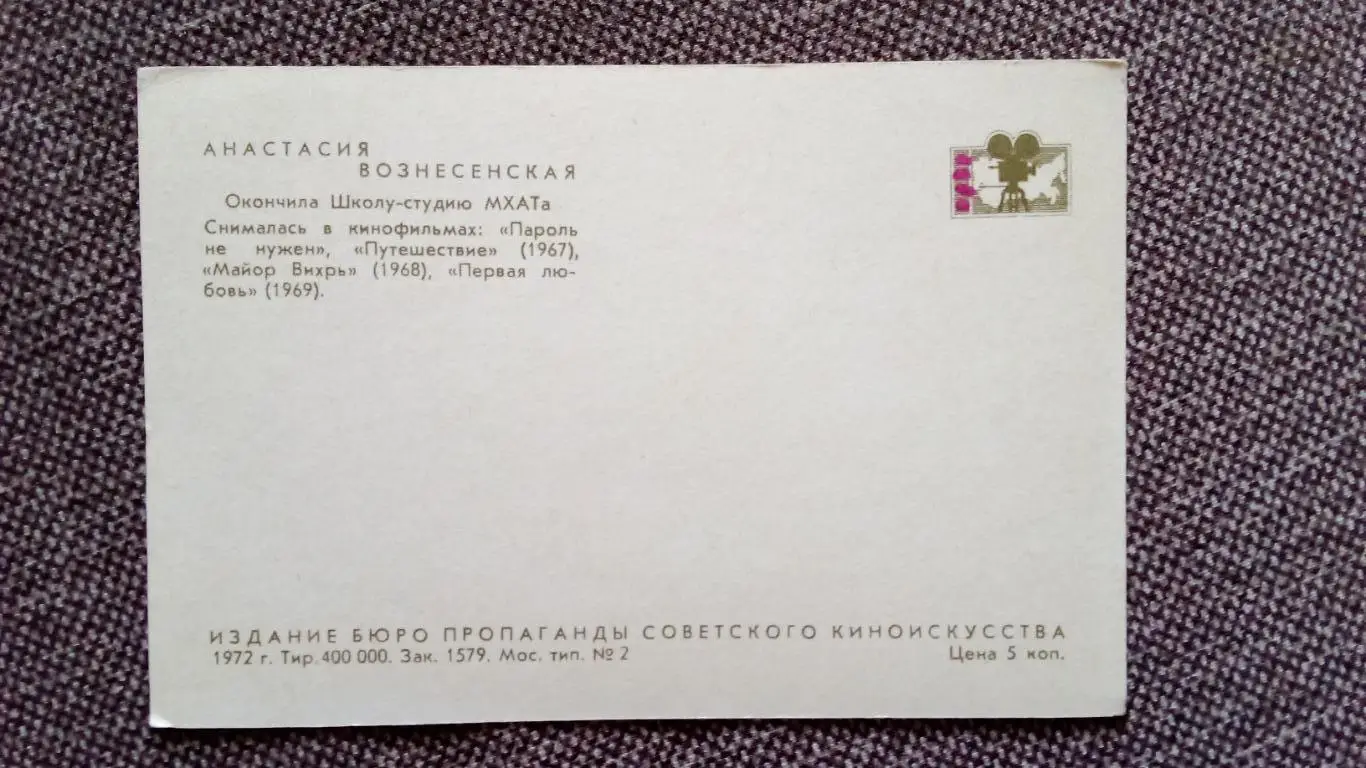 АНАСТАСИЯ
ВОЗНЕСЕНСКАЯ
Окончила Школу-студию МХАТа
Снималась в кинофильмах: «Пароль
не нужен», «Путешествие» (1967),
«Майор Вихрь» (1968), «Первая лю-
бовь» (1969).
ИЗДАНИЕ БЮРО ПРОПАГАНДЫ СОВЕТСКОГО КИНОИСКУССТВА
1972 г. Тир. 400 000. Зак. 1579. Мос. тип. № 2
Цена 5 коп.